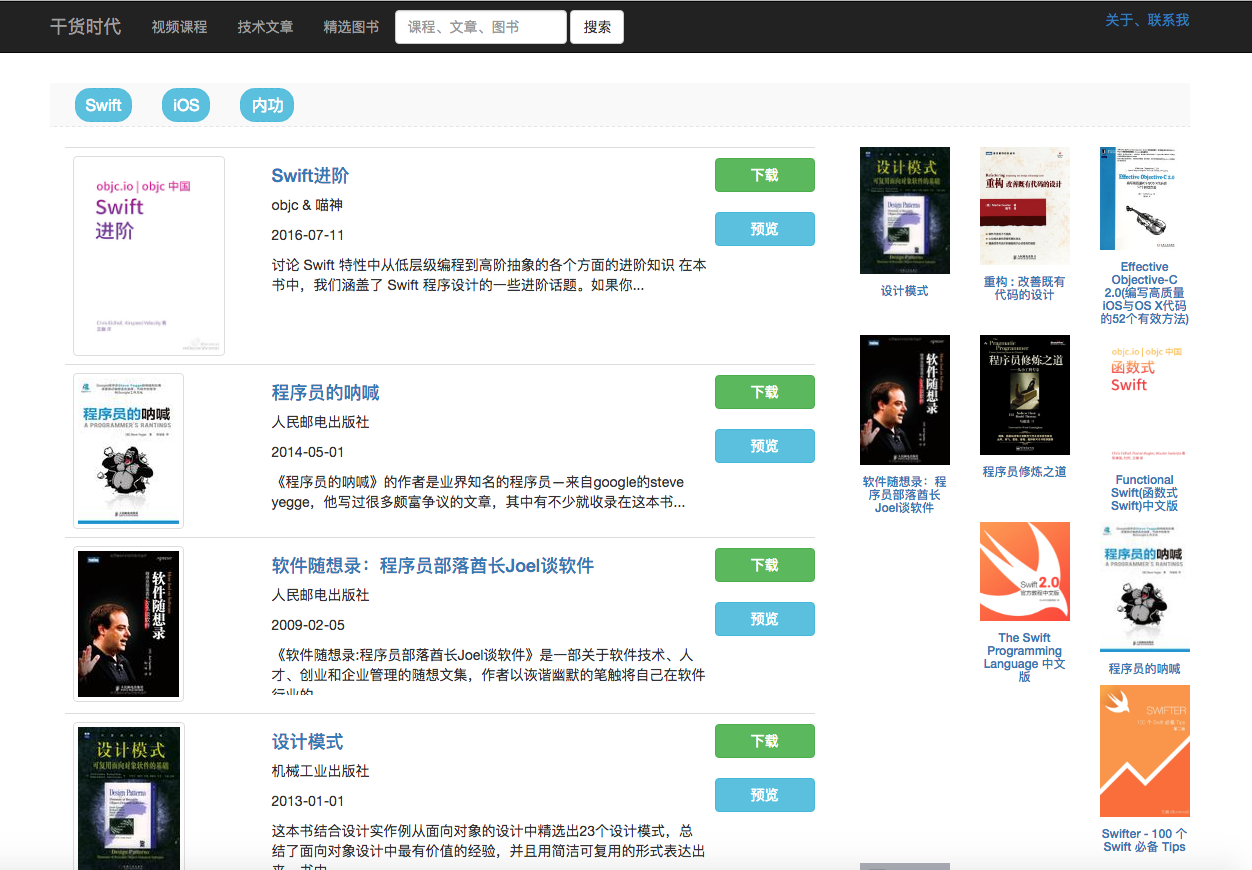 干货时代 视频课程 技术文章 精选图书 课程、文章、图书 搜索 关于、联系我
Swift iOS 内功
objc.io | objc 中国
Swift
进阶
Swift进阶
objc & 喵神
2016-07-11
讨论 Swift 特性中从低层级编程到高阶抽象的各个方面的进阶知识 在本
书中，我们涵盖了 Swift 程序设计的一些进阶话题。如果你...
下载
预览
程序员的呐喊
A PROGRAMMER'S RANTINGS
程序员的呐喊
人民邮电出版社
2014-05-01
《程序员的呐喊》的作者是业界知名的程序员－来自google的steve
yegge，他写过很多颇富争议的文章，其中有不少就收录在这本书...
下载
预览
软件随想录
软件随想录：程序员部落酋长Joel谈软件
人民邮电出版社
2009-02-05
《软件随想录:程序员部落酋长Joel谈软件》是一部关于软件技术、人
才、创业和企业管理的随想文集，作者以诙谐幽默的笔触将自己在软件
行业的
下载
预览
设计模式
可复用面向对象软件的基础
Design Patterns
设计模式
机械工业出版社
2013-01-01
这本书结合设计实作例从面向对象的设计中精选出23个设计模式，总
结了面向对象设计中最有价值的经验，并且用简洁可复用的形式表达出
来。书中
下载
预览
设计模式
可复用面向对象软件的基础
Design Patterns
设计模式
重构 改善既有代码的设计
重构 : 改善既有
代码的设计
Effective Objective-C 2.0
Effective
Objective-C
2.0(编写高质量
iOS与OS X代码
的52个有效方法)
软件随想录
软件随想录：程
序员部落酋长
Joel谈软件
Pragmatic
Programmer
程序员修炼之道
程序员修炼之道
objc.io | objc 中国
函数式
Swift
Functional
Swift(函数式
Swift)中文版
Swift 2.0
官方教程中文版
The Swift
Programming
Language 中文
版
程序员的呐喊
A PROGRAMMER'S RANTINGS
程序员的呐喊
SWIFTER
100 个 Swift 必备 Tips
Swifter - 100 个
Swift 必备 Tips